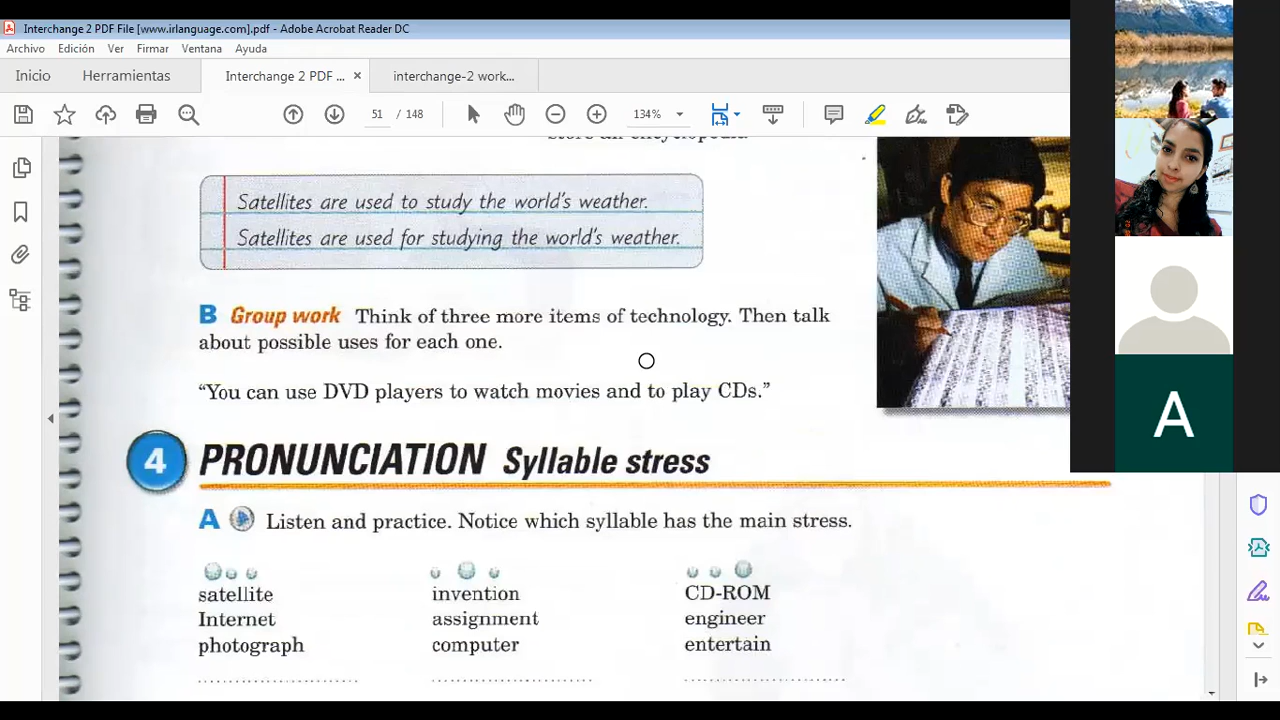 Interchange 2 PDF File [www.irlanguage.com].pdf - Adobe Acrobat Reader DC
Archivo Edición Ver Firmar Ventana Ayuda
Inicio Herramientas Interchange 2 PDF ... × interchange-2 work...
51 / 148 134%
store an encyclopedia
Satellites are used to study the world's weather.
Satellites are used for studying the world's weather.
B Group work Think of three more items of technology. Then talk
about possible uses for each one.
"You can use DVD players to watch movies and to play CDs."
4 PRONUNCIATION Syllable stress
A Listen and practice. Notice which syllable has the main stress.
satellite invention CD-ROM
Internet assignment engineer
photograph computer entertain
A